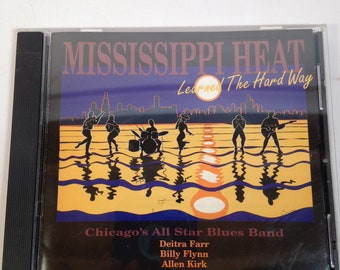 MISSISSIPPI HEAT
Learned The Hard Way
Chicago's All Star Blues Band
Deitra Farr
Billy Flynn
Allen Kirk